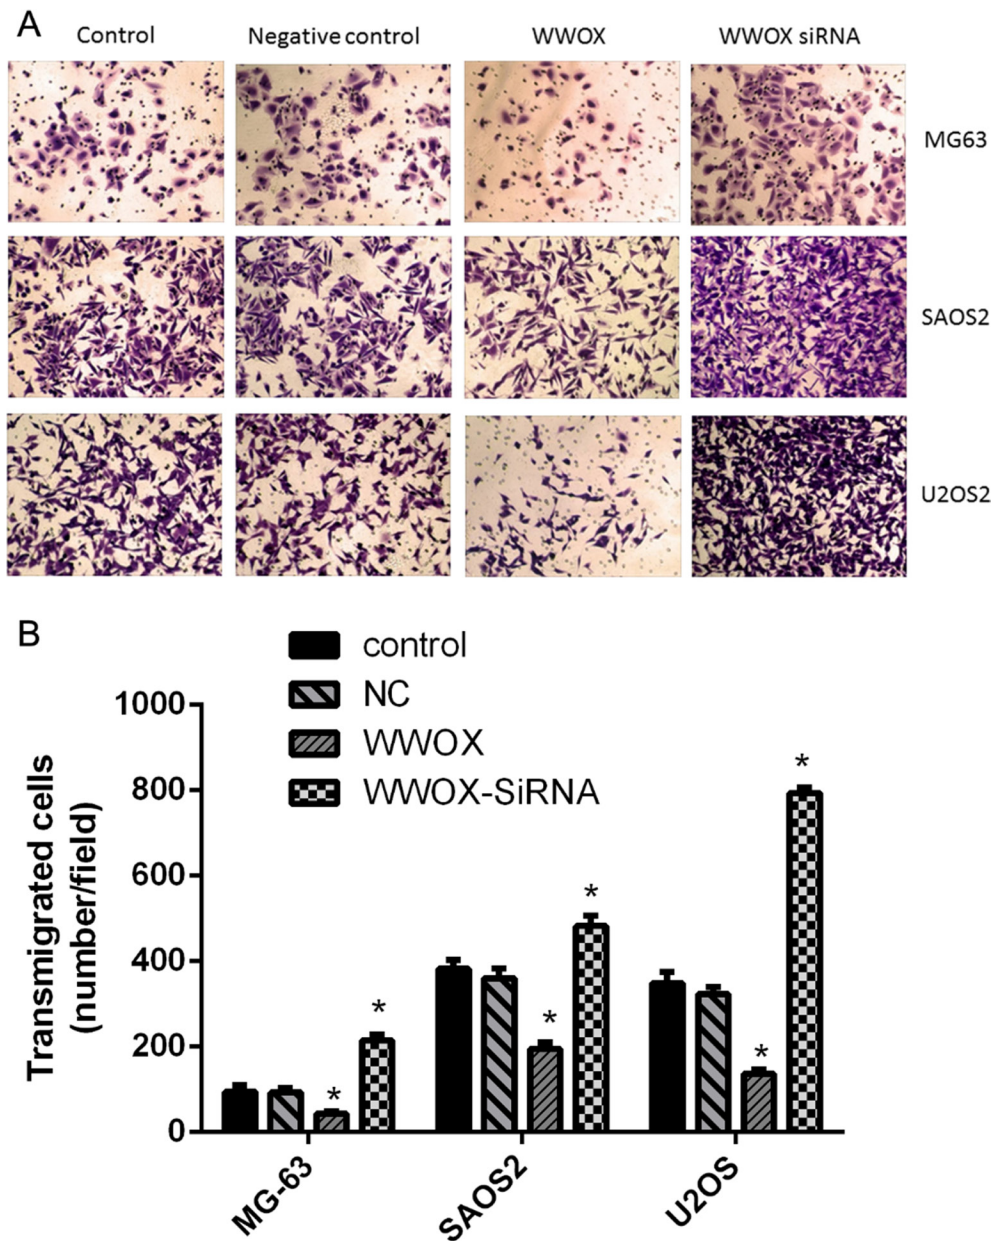 A
Control Negative control WWOX WWOX siRNA
MG63
SAOS2
U2OS2
B
control
NC
WWOX
WWOX-SiRNA
Transmigrated cells
(number/field)
1000
800
600
400
200
0
*
*
*
*
*
*
MG-63
SAOS2
U2OS